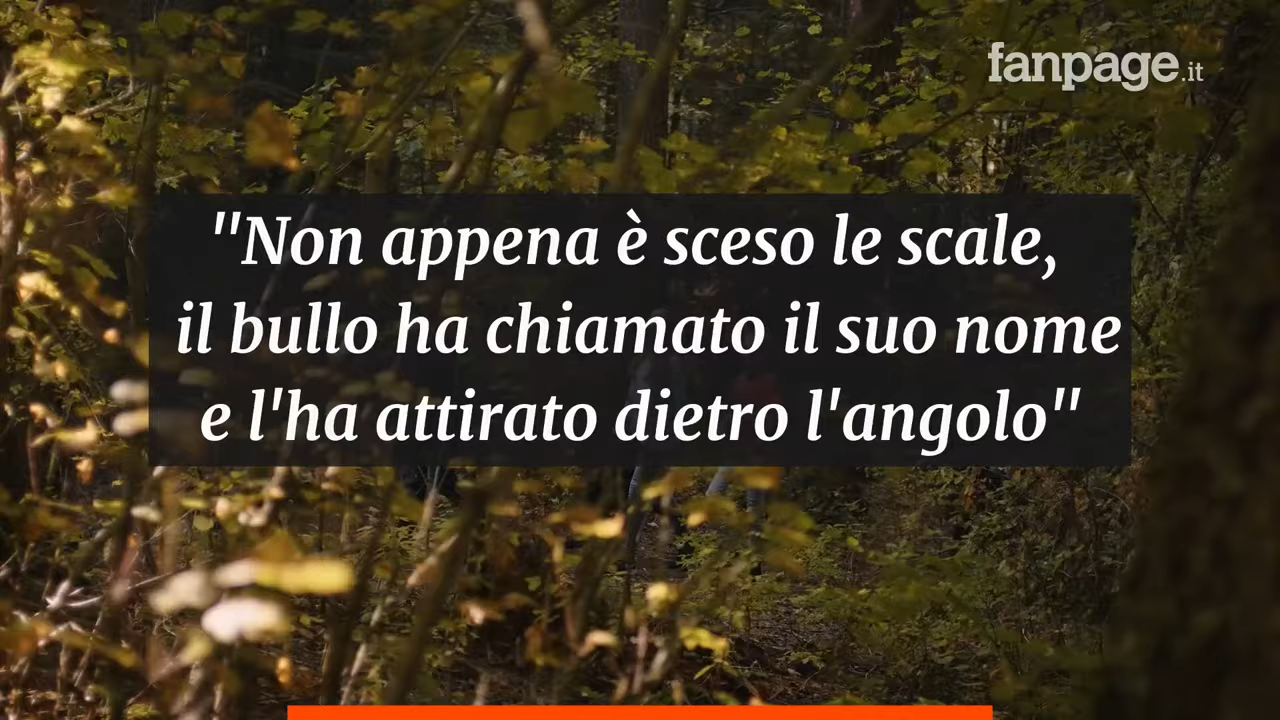 fanpage.it
"Non appena è sceso le scale,
il bullo ha chiamato il suo nome
e l'ha attirato dietro l'angolo"